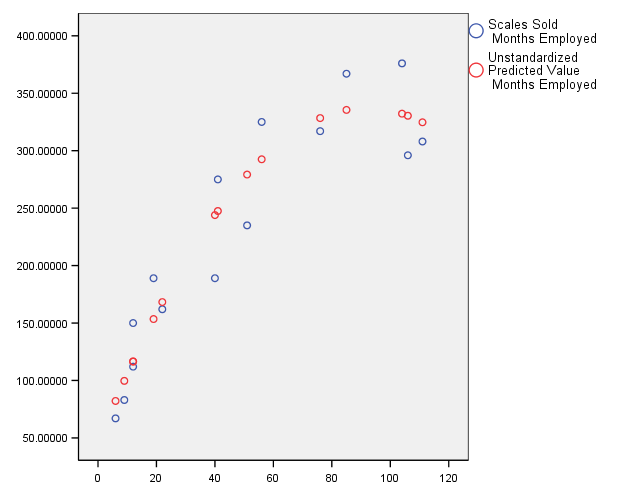 Scales Sold
Months Employed
Unstandardized
Predicted Value
Months Employed
400.00000
350.00000
300.00000
250.00000
200.00000
150.00000
100.00000
50.00000
0 20 40 60 80 100 120